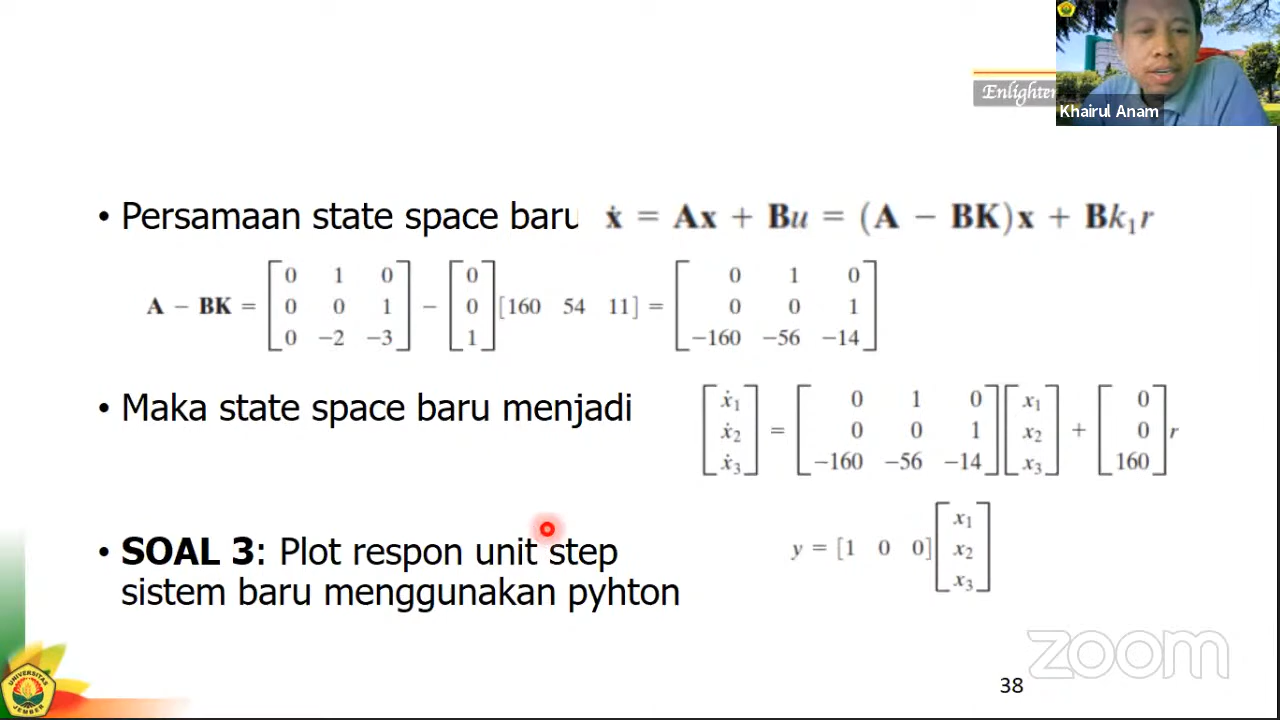 Enlighten
Khairul Anam
• Persamaan state space baru ẋ = Ax + Bu = (A − BK)x + Bk₁r
A − BK = [0 1 0; 0 0 1; 0 −2 −3] − [0; 0; 1] [160 54 11] = [0 1 0; 0 0 1; −160 −56 −14]
• Maka state space baru menjadi [ẋ₁; ẋ₂; ẋ₃] = [0 1 0; 0 0 1; −160 −56 −14] [x₁; x₂; x₃] + [0; 0; 160] r
• SOAL 3: Plot respon unit step
sistem baru menggunakan pyhton
y = [1 0 0] [x₁; x₂; x₃]
zoom
UNIVERSITAS
JEMBER
38